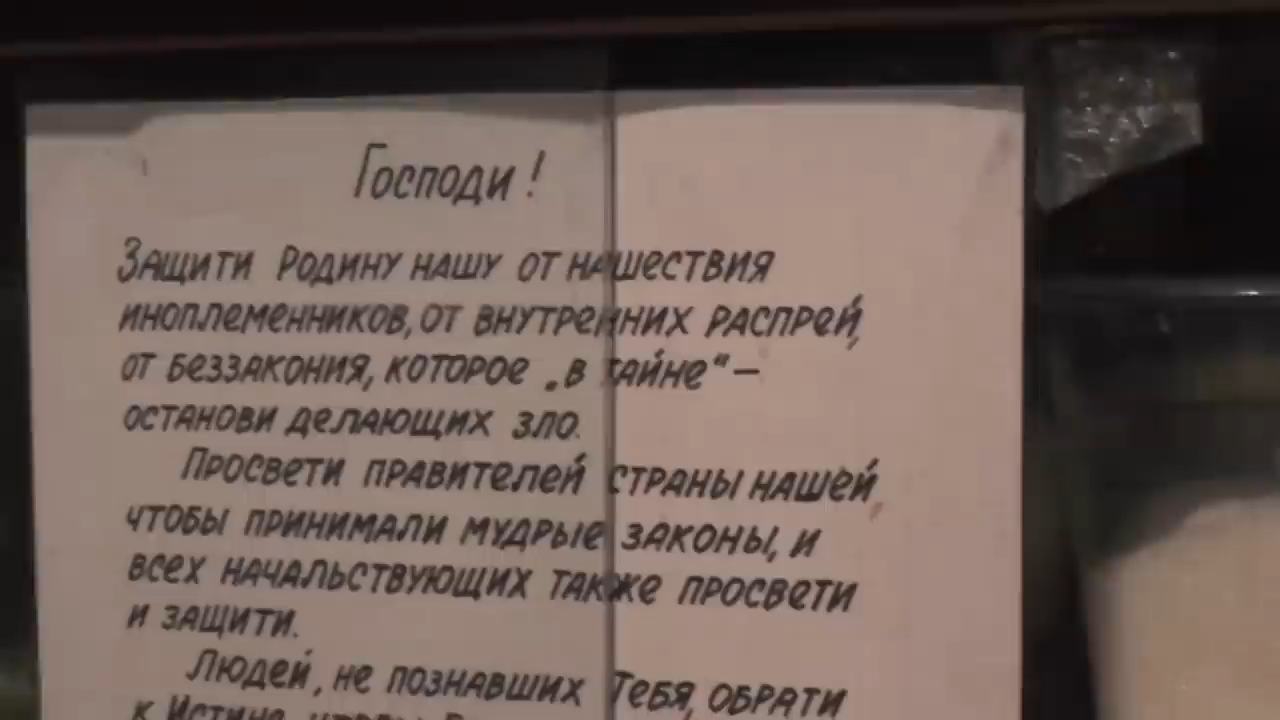 Господи!
Защити Родину нашу от нашествия
иноплеменников, от внутренних распрей,
от беззакония, которое „в тайне“ –
останови делающих зло.
Просвети правителей страны нашей,
чтобы принимали мудрые законы, и
всех начальствующих также просвети
и защити.
Людей, не познавших Тебя, обрати
к Истине